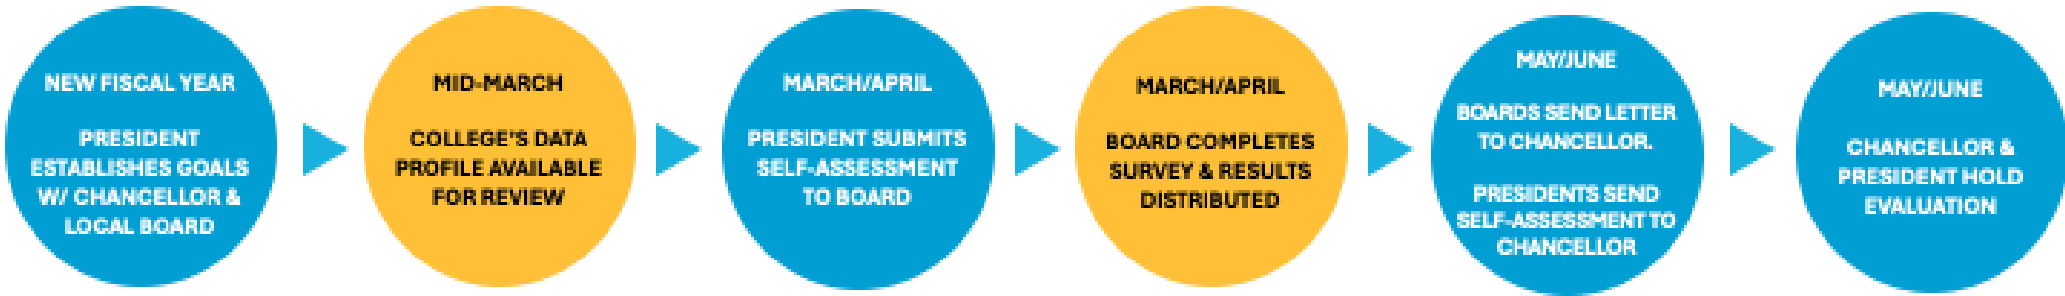 NEW FISCAL YEAR
PRESIDENT
ESTABLISHES GOALS
W/ CHANCELLOR &
LOCAL BOARD
MID-MARCH
COLLEGE'S DATA
PROFILE AVAILABLE
FOR REVIEW
MARCH/APRIL
PRESIDENT SUBMITS
SELF-ASSESSMENT
TO BOARD
MARCH/APRIL
BOARD COMPLETES
SURVEY & RESULTS
DISTRIBUTED
MAY/JUNE
BOARDS SEND LETTER
TO CHANCELLOR.
PRESIDENTS SEND
SELF-ASSESSMENT TO
CHANCELLOR
MAY/JUNE
CHANCELLOR &
PRESIDENT HOLD
EVALUATION